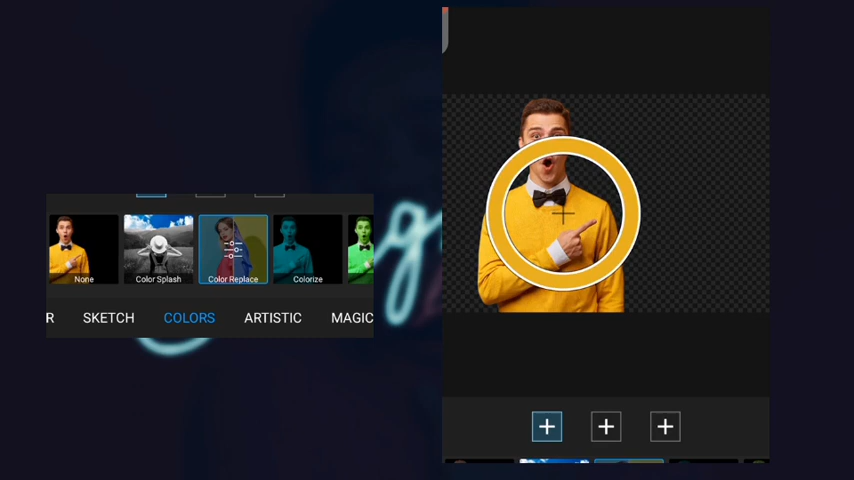 None
Color Splash
Color Replace
Colorize
R
SKETCH
COLORS
ARTISTIC
MAGIC